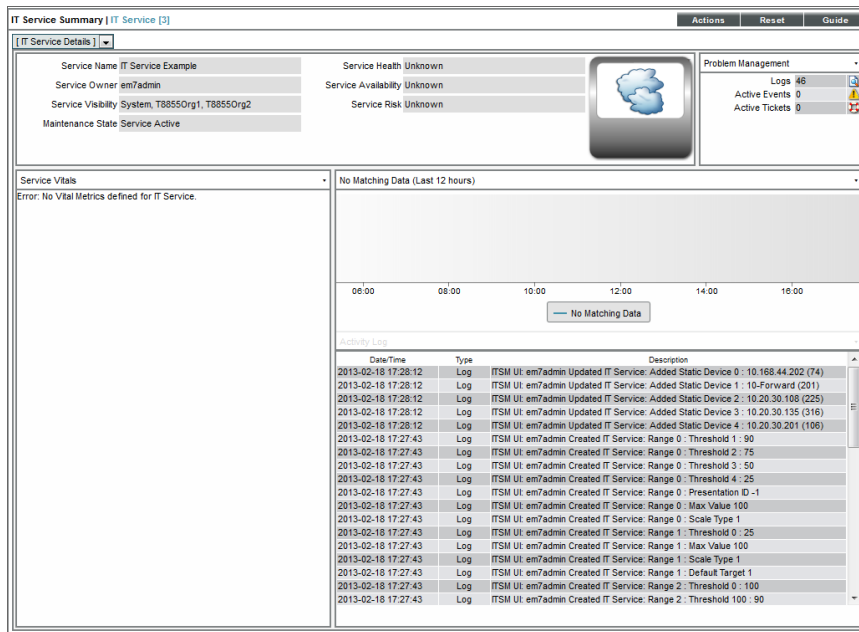 IT Service Summary | IT Service [3]
Actions
Reset
Guide
[ IT Service Details ]
Service Name IT Service Example
Service Owner em7admin
Service Visibility System, T8855Org1, T8855Org2
Maintenance State Service Active
Service Health Unknown
Service Availability Unknown
Service Risk Unknown
Problem Management
Logs 46
Active Events 0
Active Tickets 0
Service Vitals
Error: No Vital Metrics defined for IT Service.
No Matching Data (Last 12 hours)
06:00 08:00 10:00 12:00 14:00 16:00
No Matching Data
Activity Log
Date/Time Type Description
2013-02-18 17:28:12 Log ITSM UI: em7admin Updated IT Service: Added Static Device 0 : 10.168.44.202 (74)
2013-02-18 17:28:12 Log ITSM UI: em7admin Updated IT Service: Added Static Device 1 : 10-Forward (201)
2013-02-18 17:28:12 Log ITSM UI: em7admin Updated IT Service: Added Static Device 2 : 10.20.30.108 (225)
2013-02-18 17:28:12 Log ITSM UI: em7admin Updated IT Service: Added Static Device 3 : 10.20.30.135 (316)
2013-02-18 17:28:12 Log ITSM UI: em7admin Updated IT Service: Added Static Device 4 : 10.20.30.201 (106)
2013-02-18 17:27:43 Log ITSM UI: em7admin Created IT Service: Range 0 : Threshold 1 : 90
2013-02-18 17:27:43 Log ITSM UI: em7admin Created IT Service: Range 0 : Threshold 2 : 75
2013-02-18 17:27:43 Log ITSM UI: em7admin Created IT Service: Range 0 : Threshold 3 : 50
2013-02-18 17:27:43 Log ITSM UI: em7admin Created IT Service: Range 0 : Threshold 4 : 25
2013-02-18 17:27:43 Log ITSM UI: em7admin Created IT Service: Range 0 : Presentation ID -1
2013-02-18 17:27:43 Log ITSM UI: em7admin Created IT Service: Range 0 : Max Value 100
2013-02-18 17:27:43 Log ITSM UI: em7admin Created IT Service: Range 0 : Scale Type 1
2013-02-18 17:27:43 Log ITSM UI: em7admin Created IT Service: Range 1 : Threshold 0 : 25
2013-02-18 17:27:43 Log ITSM UI: em7admin Created IT Service: Range 1 : Max Value 100
2013-02-18 17:27:43 Log ITSM UI: em7admin Created IT Service: Range 1 : Scale Type 1
2013-02-18 17:27:43 Log ITSM UI: em7admin Created IT Service: Range 1 : Default Target 1
2013-02-18 17:27:43 Log ITSM UI: em7admin Created IT Service: Range 2 : Threshold 0 : 100
2013-02-18 17:27:43 Log ITSM UI: em7admin Created IT Service: Range 2 : Threshold 100 : 90